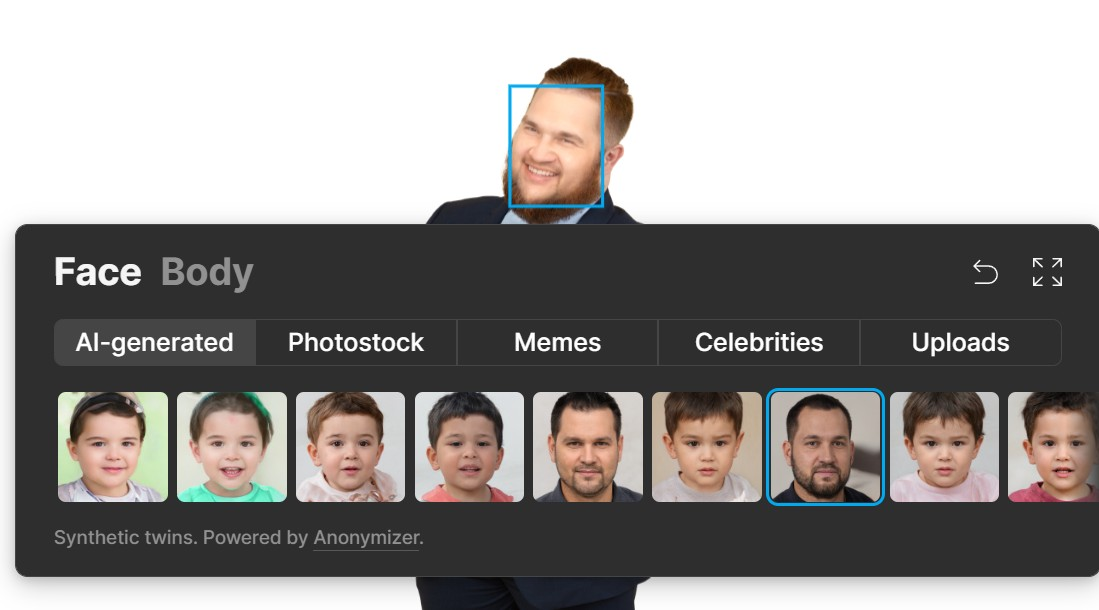 Face Body
AI-generated Photostock Memes Celebrities Uploads
Synthetic twins. Powered by Anonymizer.